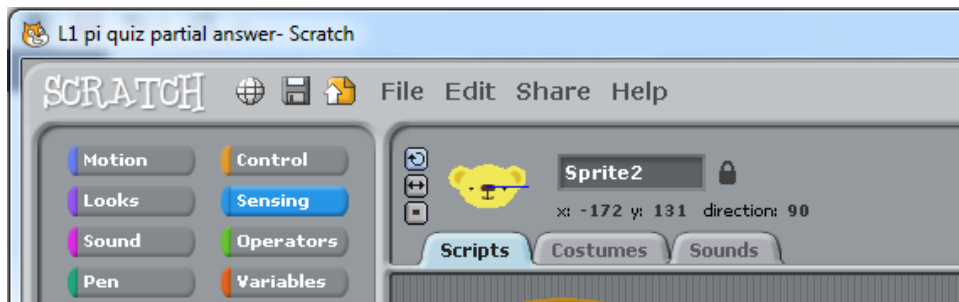 L1 pi quiz partial answer- Scratch
SCRATCH File Edit Share Help
Motion Control
Looks Sensing
Sound Operators
Pen Variables
Sprite2
x: -172 y: 131 direction: 90
Scripts Costumes Sounds